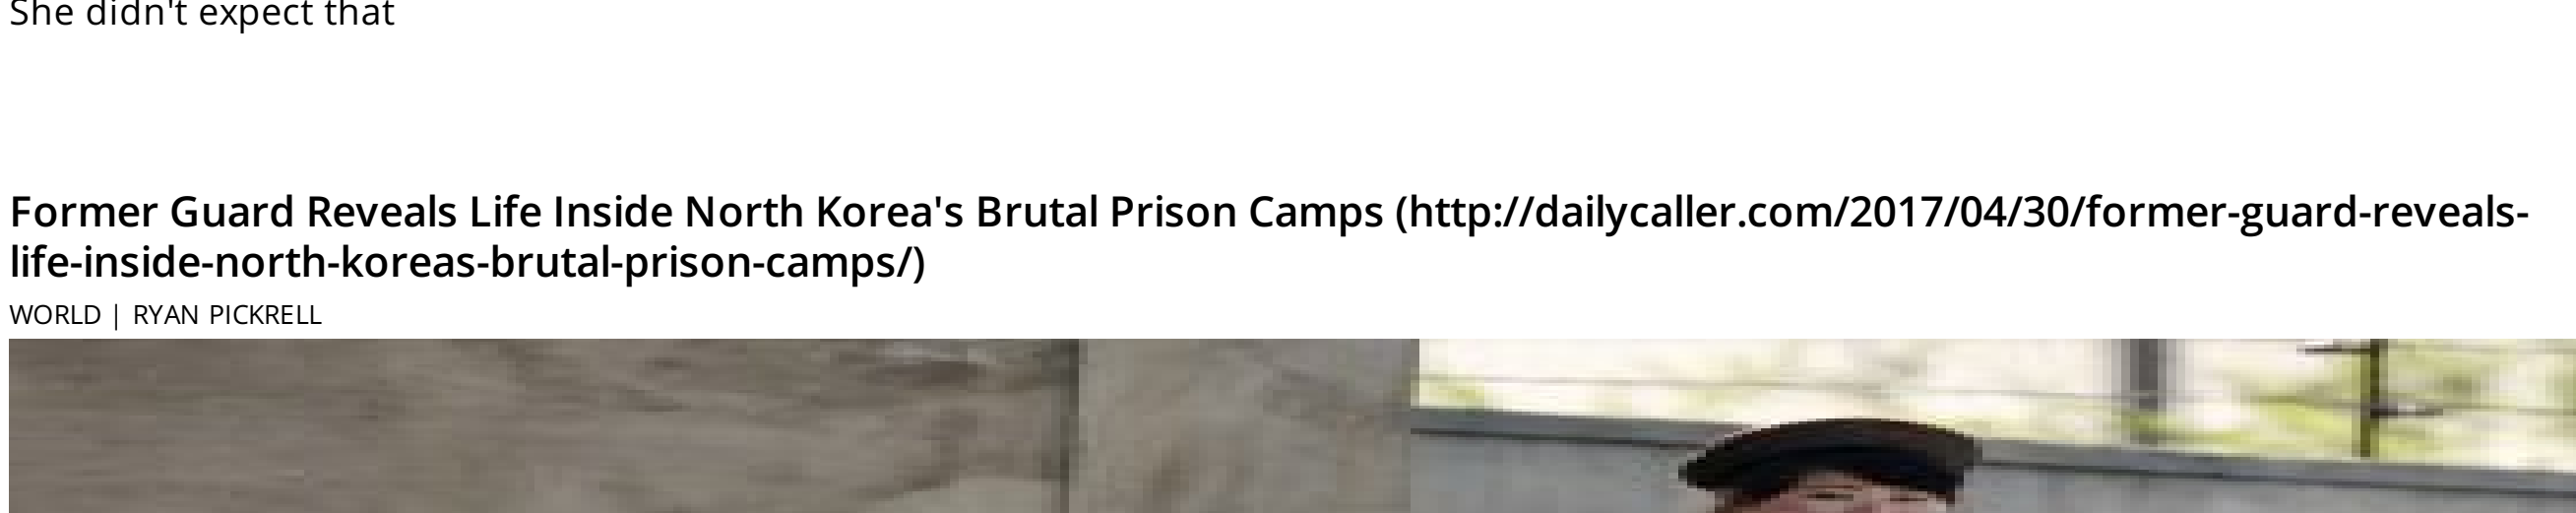 She didn't expect that
Former Guard Reveals Life Inside North Korea's Brutal Prison Camps (http://dailycaller.com/2017/04/30/former-guard-reveals-
life-inside-north-koreas-brutal-prison-camps/)
WORLD | RYAN PICKRELL